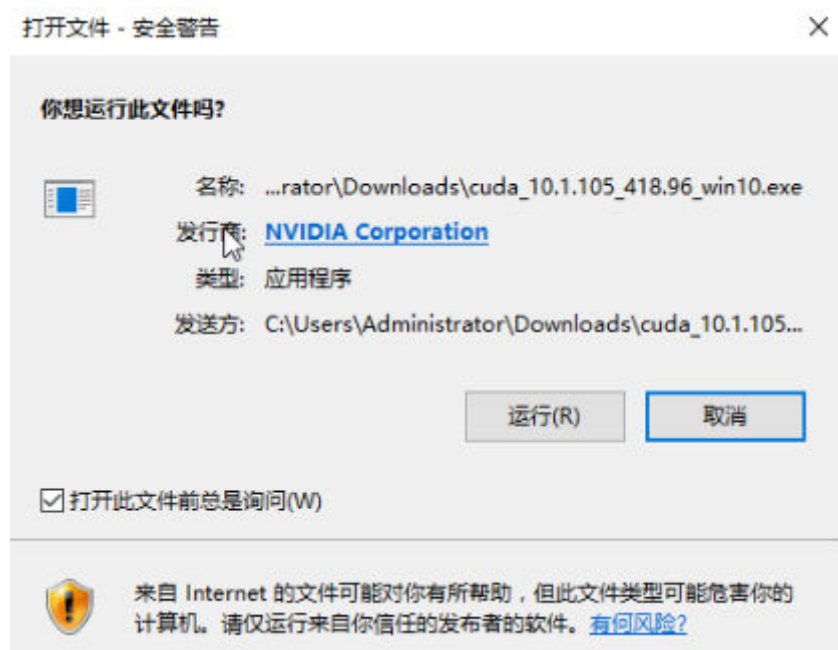 打开文件 - 安全警告
你想运行此文件吗?
名称: ...rator\Downloads\cuda_10.1.105_418.96_win10.exe
发行商: NVIDIA Corporation
类型: 应用程序
发送方: C:\Users\Administrator\Downloads\cuda_10.1.105...
运行(R) 取消
打开此文件前总是询问(W)
来自 Internet 的文件可能对你有所帮助，但此文件类型可能危害你的
计算机。请仅运行来自你信任的发布者的软件。有何风险?